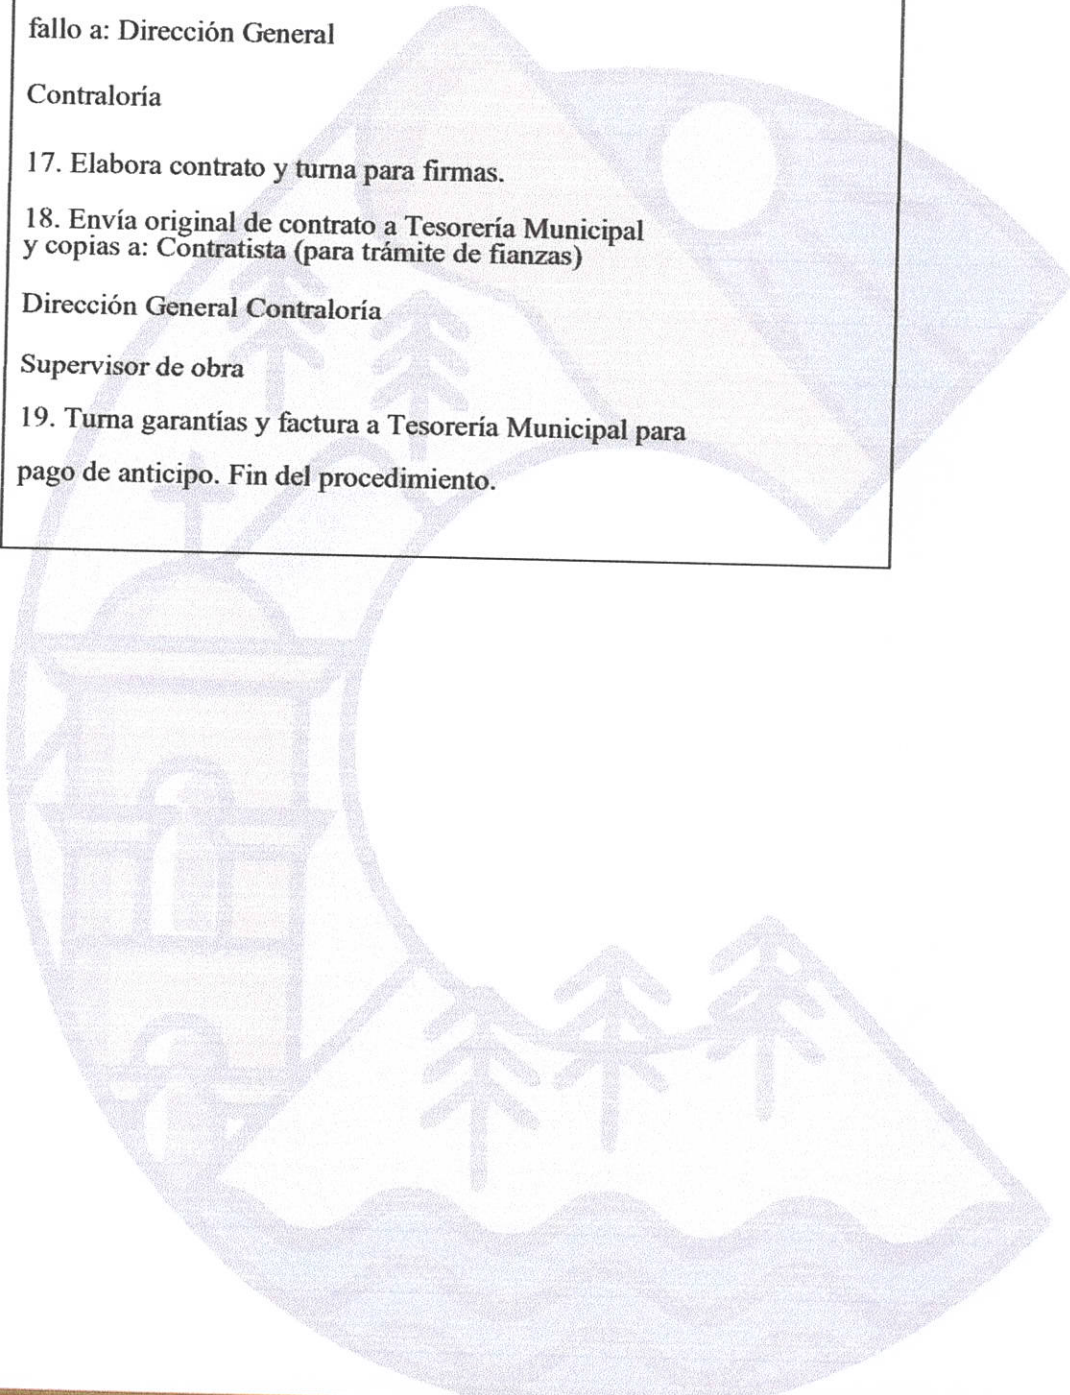 fallo a: Dirección General
Contraloría
17. Elabora contrato y turna para firmas.
18. Envía original de contrato a Tesorería Municipal
y copias a: Contratista (para trámite de fianzas)
Dirección General Contraloría
Supervisor de obra
19. Turna garantías y factura a Tesorería Municipal para
pago de anticipo. Fin del procedimiento.